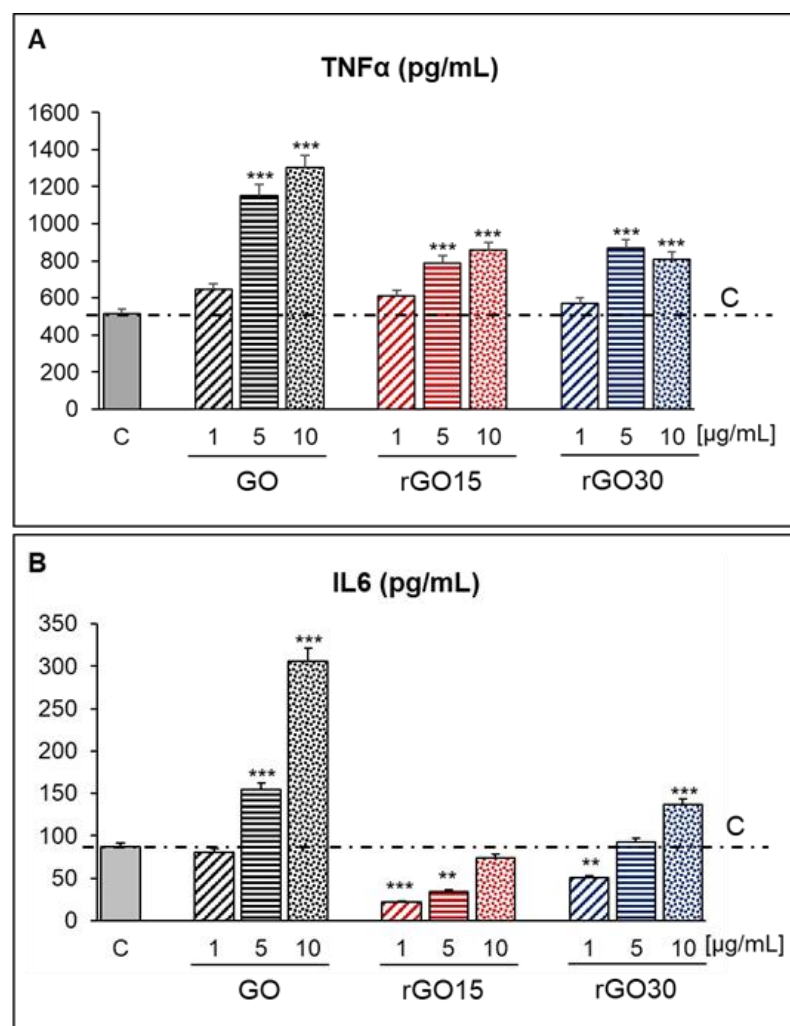 A
TNFα (pg/mL)
1600
1400
1200
1000
800
600
400
200
0
*** *** *** *** *** ***
C
C 1 5 10 1 5 10 1 5 10 [µg/mL]
GO rGO15 rGO30
B
IL6 (pg/mL)
350
300
250
200
150
100
50
0
*** *** *** ** ** ***
C
C 1 5 10 1 5 10 1 5 10 [µg/mL]
GO rGO15 rGO30